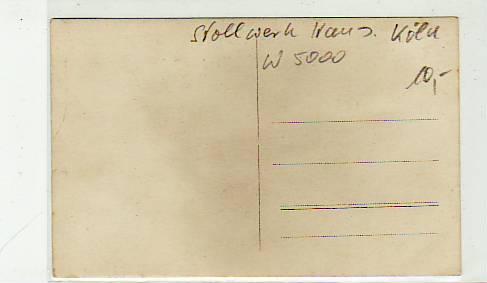 Stollwerk Haus. Köln
W 5000
10,-